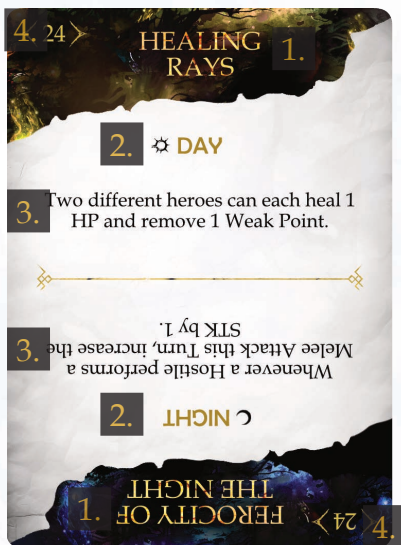 4. 24
HEALING 1.
RAYS
2. DAY
3. Two different heroes can each heal 1
HP and remove 1 Weak Point.
FEROCITY OF
THE NIGHT
1.
24
4.
NIGHT
2.
Whenever a Hostile performs a
Melee Attack this Turn, increase the
STK by 1.
3.